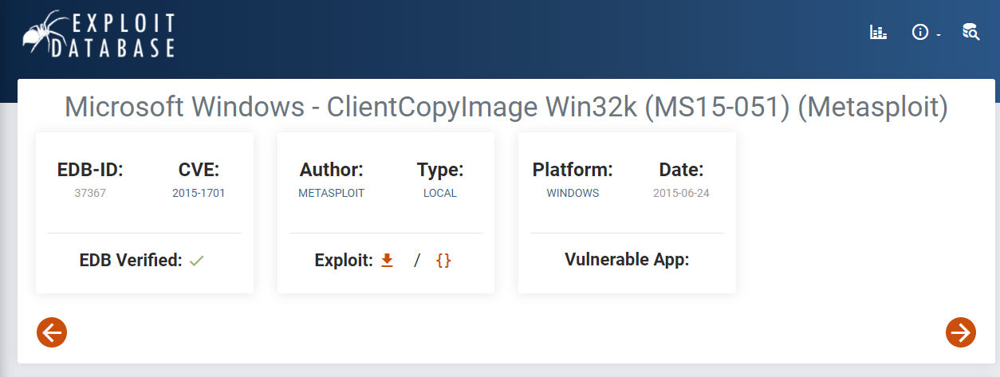 EXPLOIT
DATABASE
Microsoft Windows - ClientCopyImage Win32k (MS15-051) (Metasploit)
EDB-ID:
37367
CVE:
2015-1701
EDB Verified:
Author:
METASPLOIT
Type:
LOCAL
Exploit: / {}
Platform:
WINDOWS
Date:
2015-06-24
Vulnerable App: